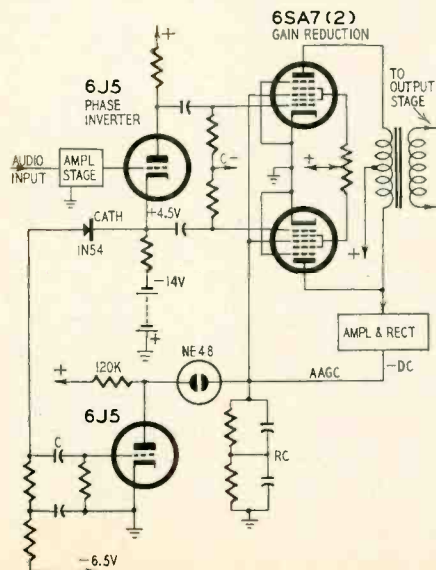 6SA7(2)
GAIN REDUCTION
+
6J5
PHASE
INVERTER
TO
OUTPUT
STAGE
AUDIO
INPUT
AMPL
STAGE
C-
+
CATH
+4.5V
1N54
-14V
+
+
AMPL & RECT
NE48
120K
+
AAGC
-DC
6J5
C
RC
-6.5V